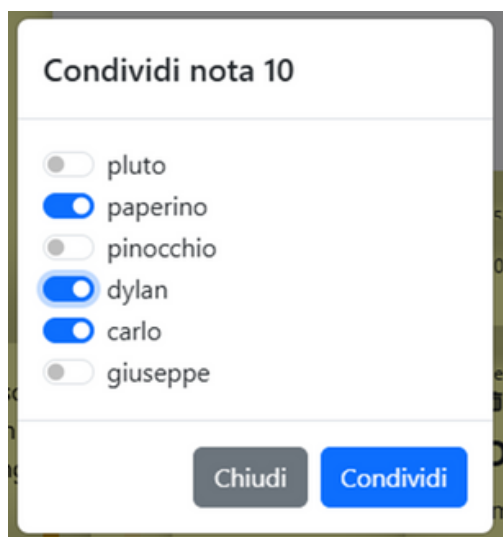 Condividi nota 10
pluto
paperino
pinocchio
dylan
carlo
giuseppe
Chiudi Condividi